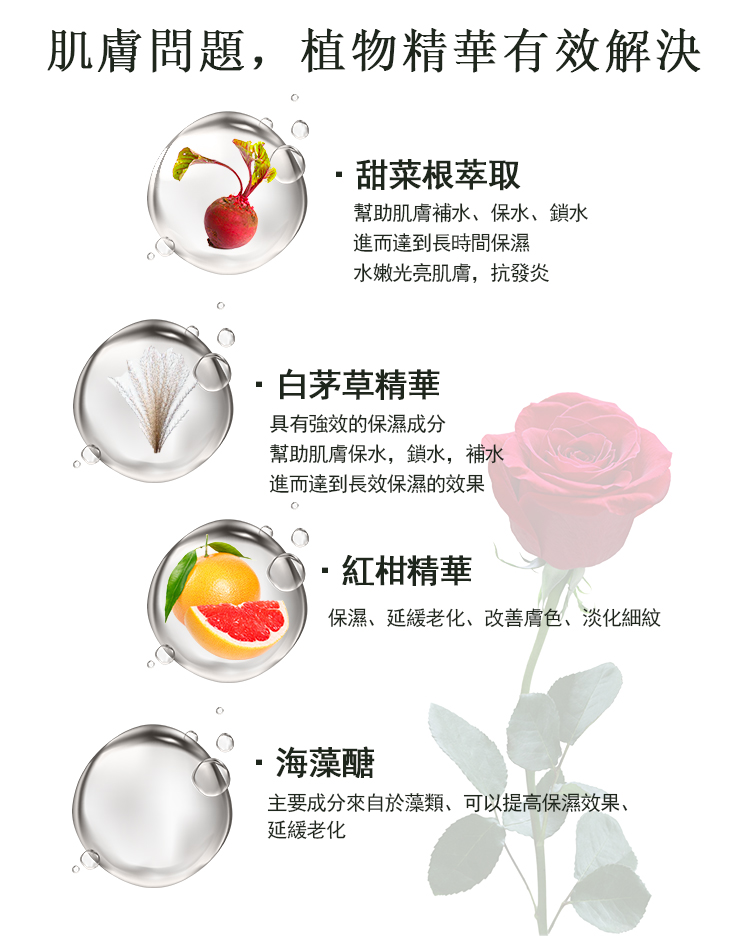 肌膚問題，植物精華有效解決
·甜菜根萃取
幫助肌膚補水、保水、鎖水
進而達到長時間保濕
水嫩光亮肌膚，抗發炎
·白茅草精華
具有強效的保濕成分
幫助肌膚保水，鎖水，補水
進而達到長效保濕的效果
·紅柑精華
保濕、延緩老化、改善膚色、淡化細紋
·海藻醣
主要成分來自於藻類、可以提高保濕效果、
延緩老化